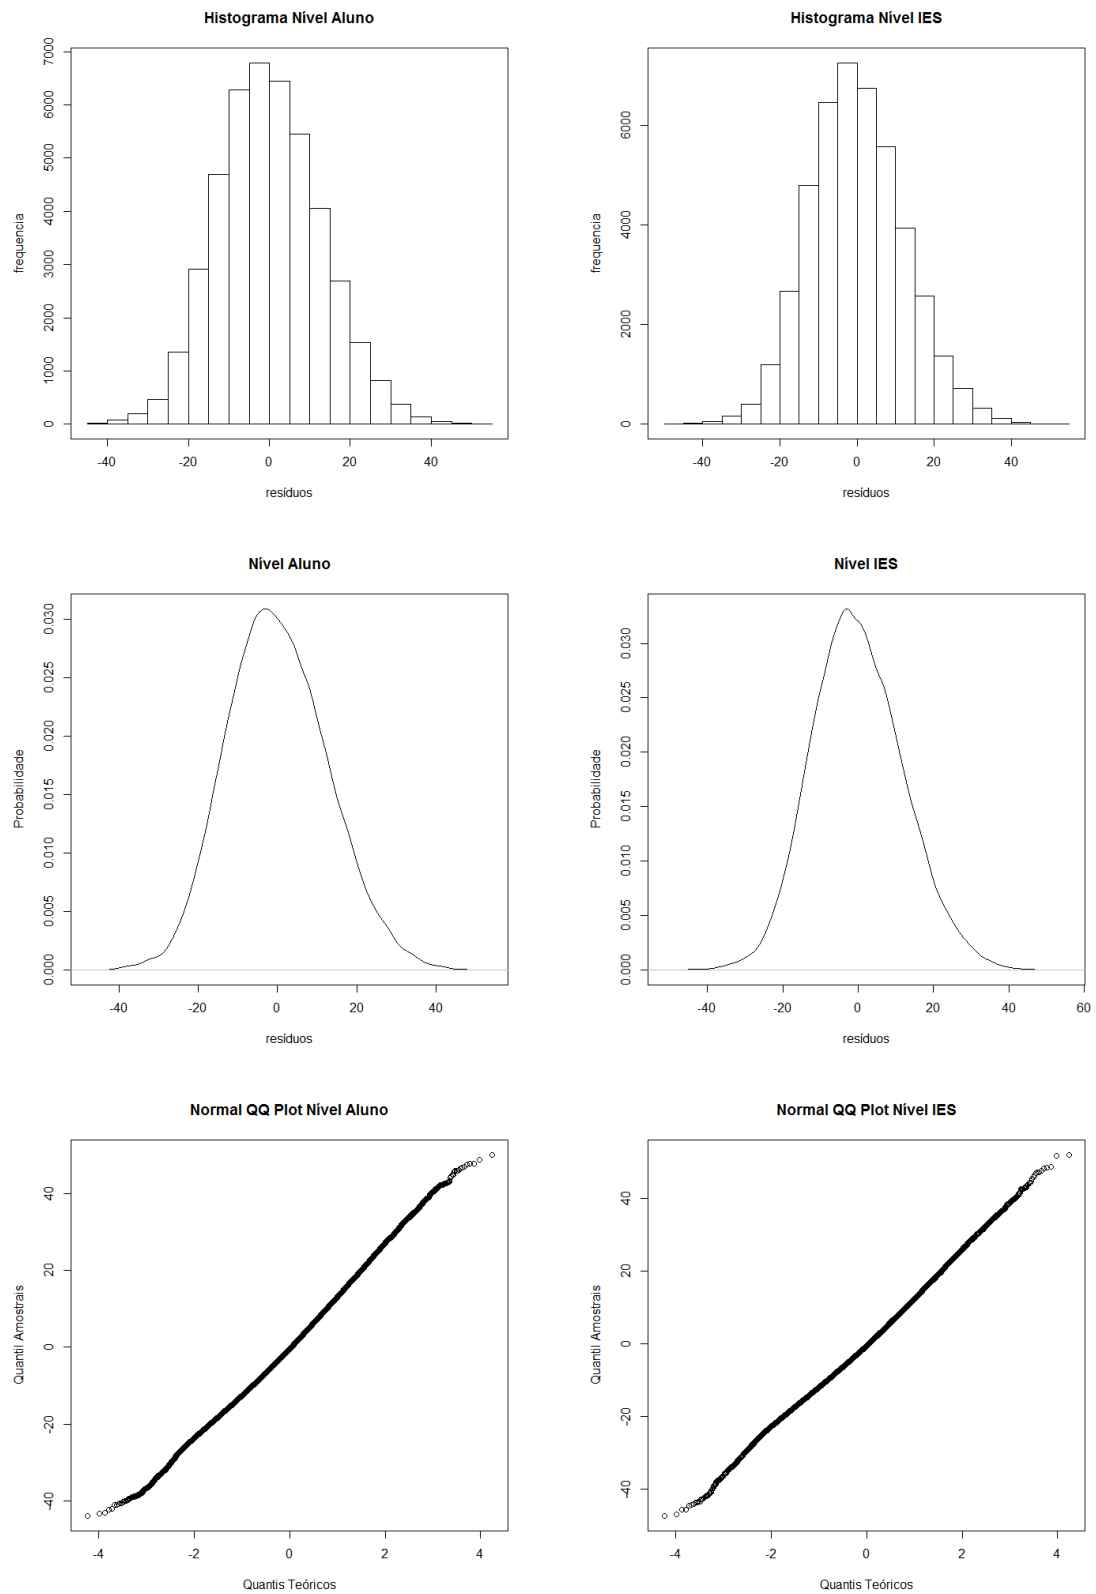 Histograma Nível Aluno
frequencia
7000
6000
5000
4000
3000
2000
1000
0
-40 -20 0 20 40
resíduos
Histograma Nível IES
frequencia
6000
4000
2000
0
-40 -20 0 20 40
resíduos
Nível Aluno
Probabilidade
0.030
0.025
0.020
0.015
0.010
0.005
0.000
-40 -20 0 20 40
resíduos
Nível IES
Probabilidade
0.030
0.025
0.020
0.015
0.010
0.005
0.000
-40 -20 0 20 40 60
resíduos
Normal QQ Plot Nível Aluno
Quantil Amostrais
40
20
0
-20
-40
-4 -2 0 2 4
Quantis Teóricos
Normal QQ Plot Nível IES
Quantil Amostrais
40
20
0
-20
-40
-4 -2 0 2 4
Quantis Teóricos